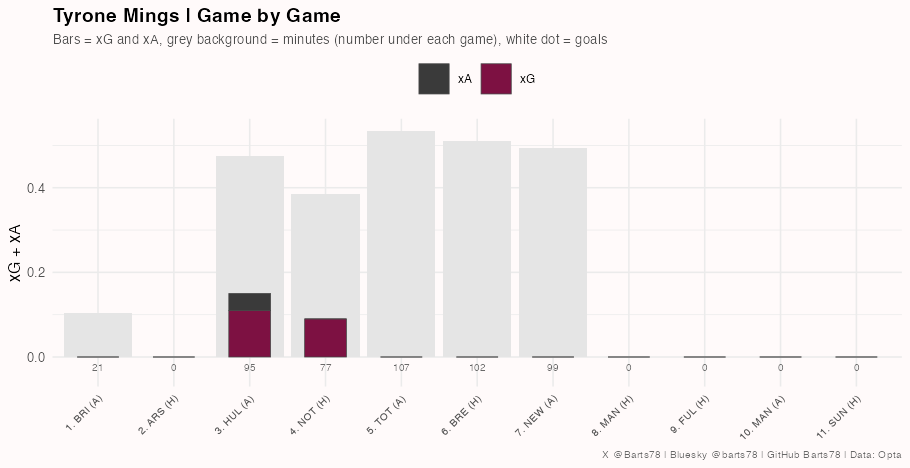 Tyrone Mings | Game by Game
Bars = xG and xA, grey background = minutes (number under each game), white dot = goals
xA xG
xG + xA
0.4
0.2
0.0
21 0 95 77 107 102 99 0 0 0 0
1. BRI (A) 2. ARS (H) 3. HUL (A) 4. NOT (H) 5. TOT (A) 6. BRE (H) 7. NEW (A) 8. MAN (H) 9. FUL (H) 10. MAN (A) 11. SUN (H)
X @Barts78 | Bluesky @barts78 | GitHub Barts78 | Data: Opta